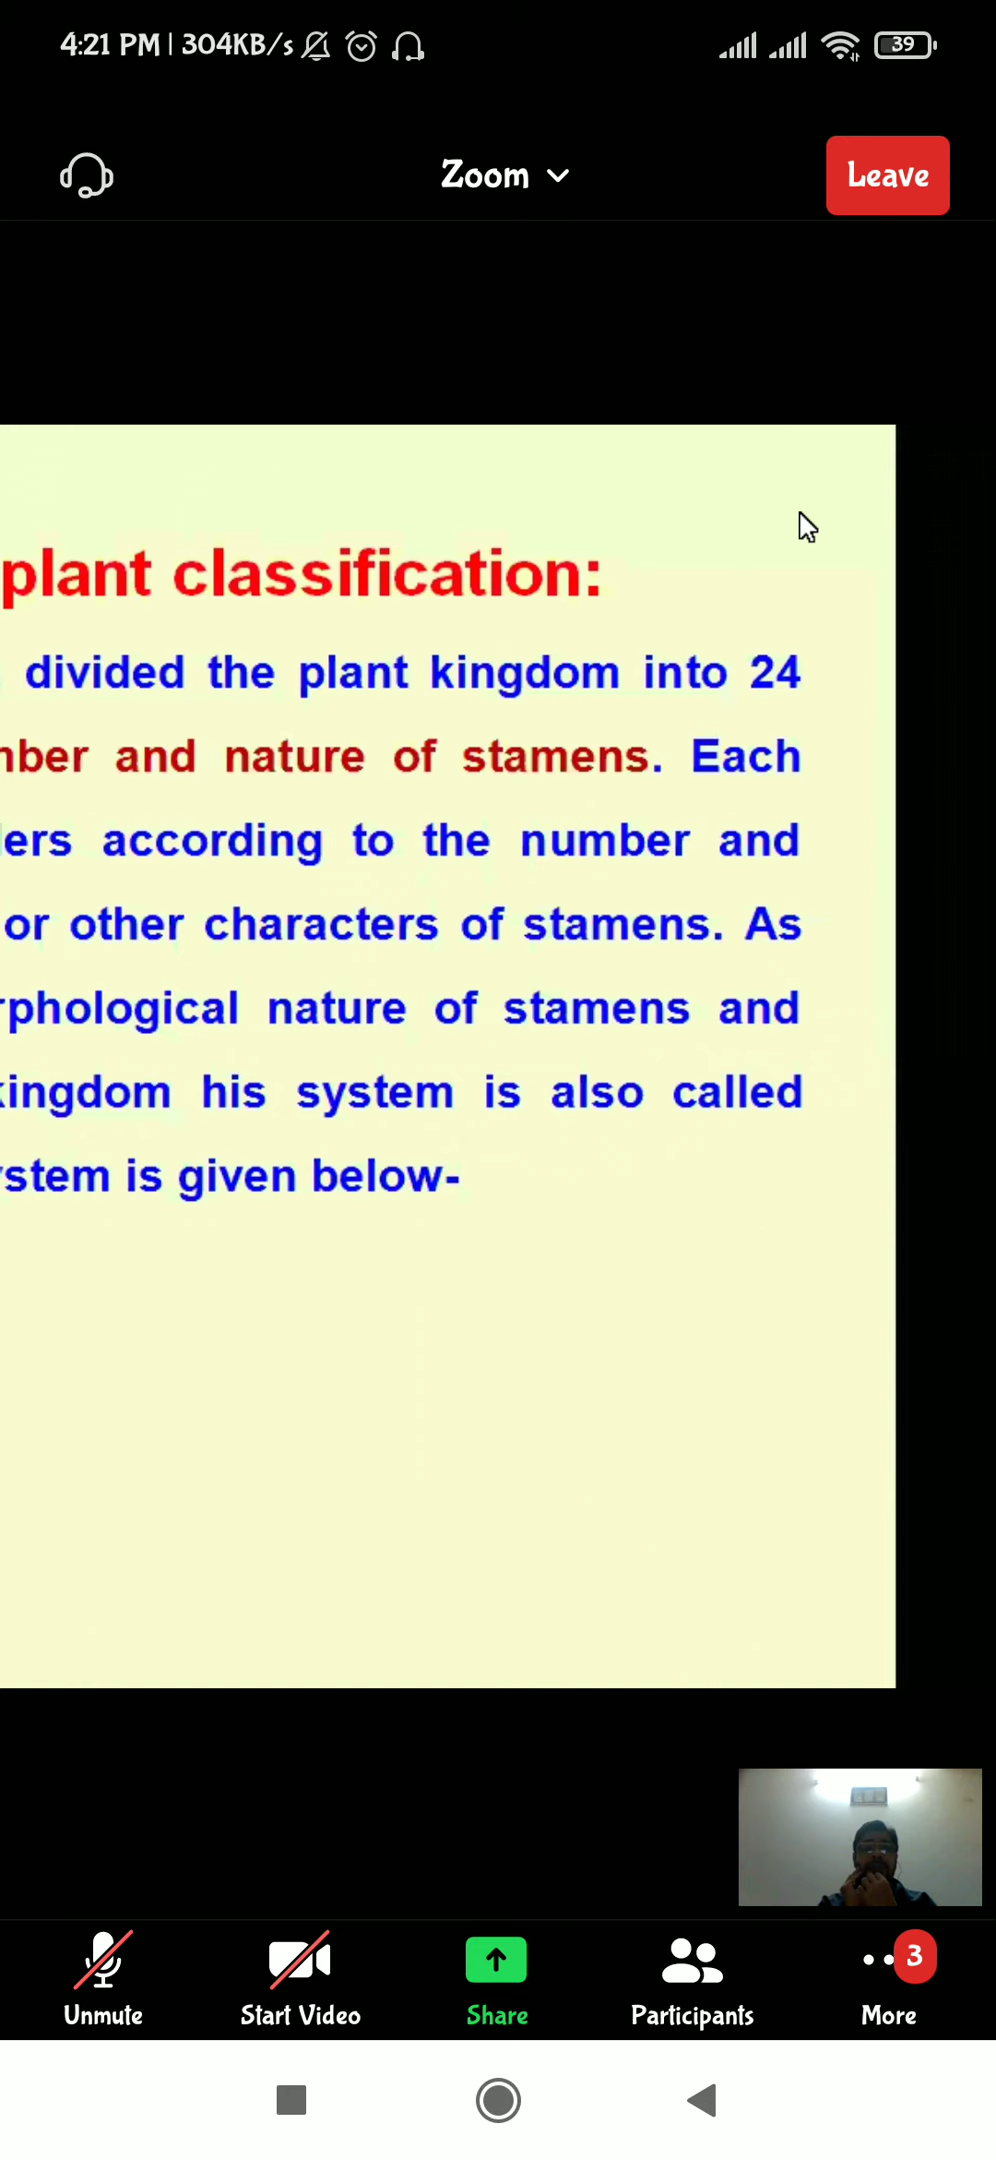 4:21 PM | 304KB/s 39
Zoom Leave
plant classification:
divided the plant kingdom into 24
nber and nature of stamens. Each
lers according to the number and
or other characters of stamens. As
rphological nature of stamens and
kingdom his system is also called
stem is given below-
3
Unmute Start Video Share Participants More